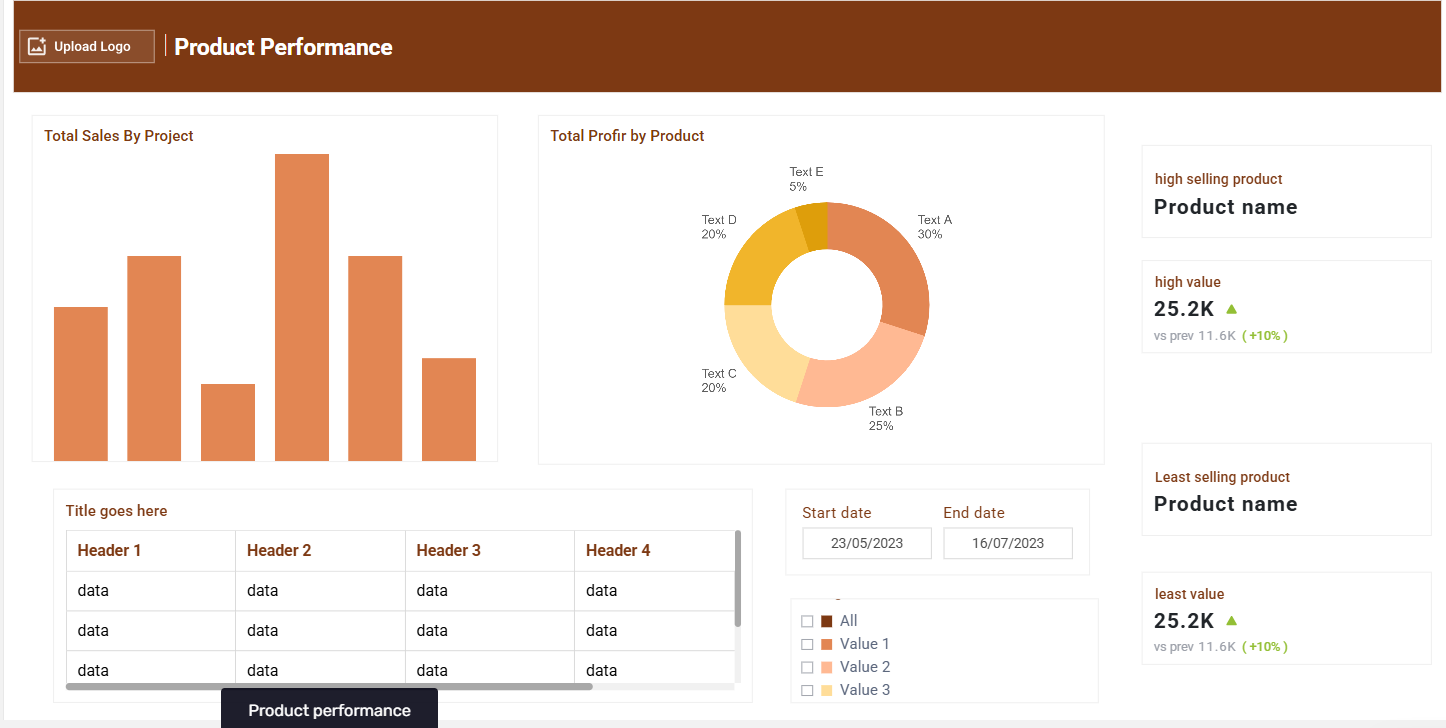 Upload Logo
Product Performance
Total Sales By Project
Total Profir by Product
Text E
5%
Text D
20%
Text A
30%
Text C
20%
Text B
25%
high selling product
Product name
high value
25.2K
vs prev 11.6K (+10%)
Least selling product
Product name
least value
25.2K
vs prev 11.6K (+10%)
Title goes here
Header 1 Header 2 Header 3 Header 4
data data data data
data data data data
data data data data
Start date End date
23/05/2023 16/07/2023
All
Value 1
Value 2
Value 3
Product performance